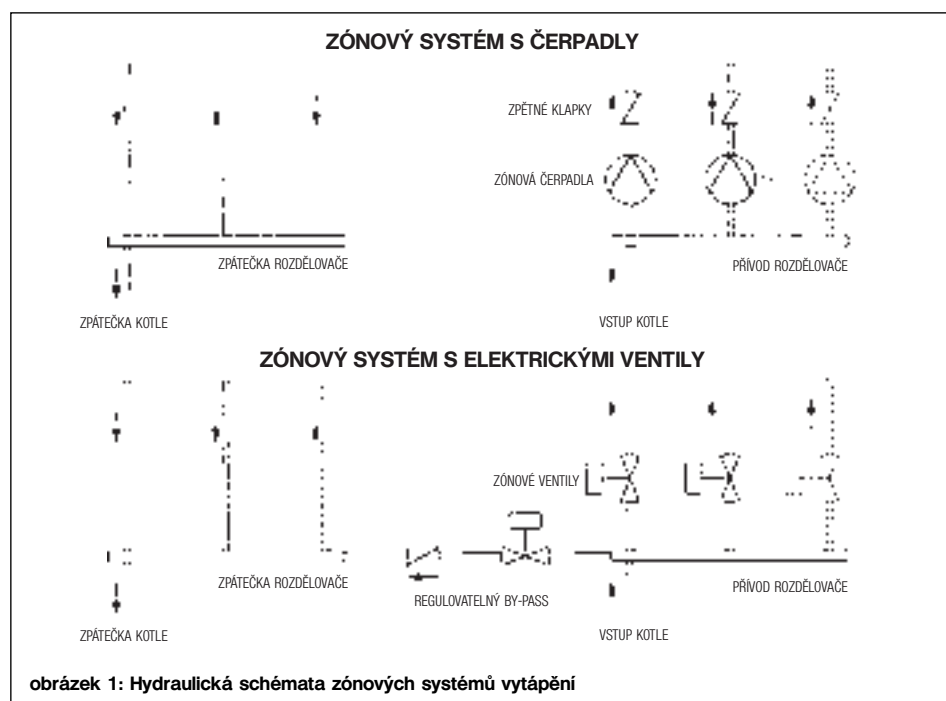 ZÓNOVÝ SYSTÉM S ČERPADLY
ZPĚTNÉ KLAPKY
ZÓNOVÁ ČERPADLA
ZPÁTEČKA ROZDĚLOVAČE
PŘÍVOD ROZDĚLOVAČE
ZPÁTEČKA KOTLE
VSTUP KOTLE
ZÓNOVÝ SYSTÉM S ELEKTRICKÝMI VENTILY
ZÓNOVÉ VENTILY
ZPÁTEČKA ROZDĚLOVAČE
REGULOVATELNÝ BY-PASS
PŘÍVOD ROZDĚLOVAČE
ZPÁTEČKA KOTLE
VSTUP KOTLE
obrázek 1: Hydraulická schémata zónových systémů vytápění